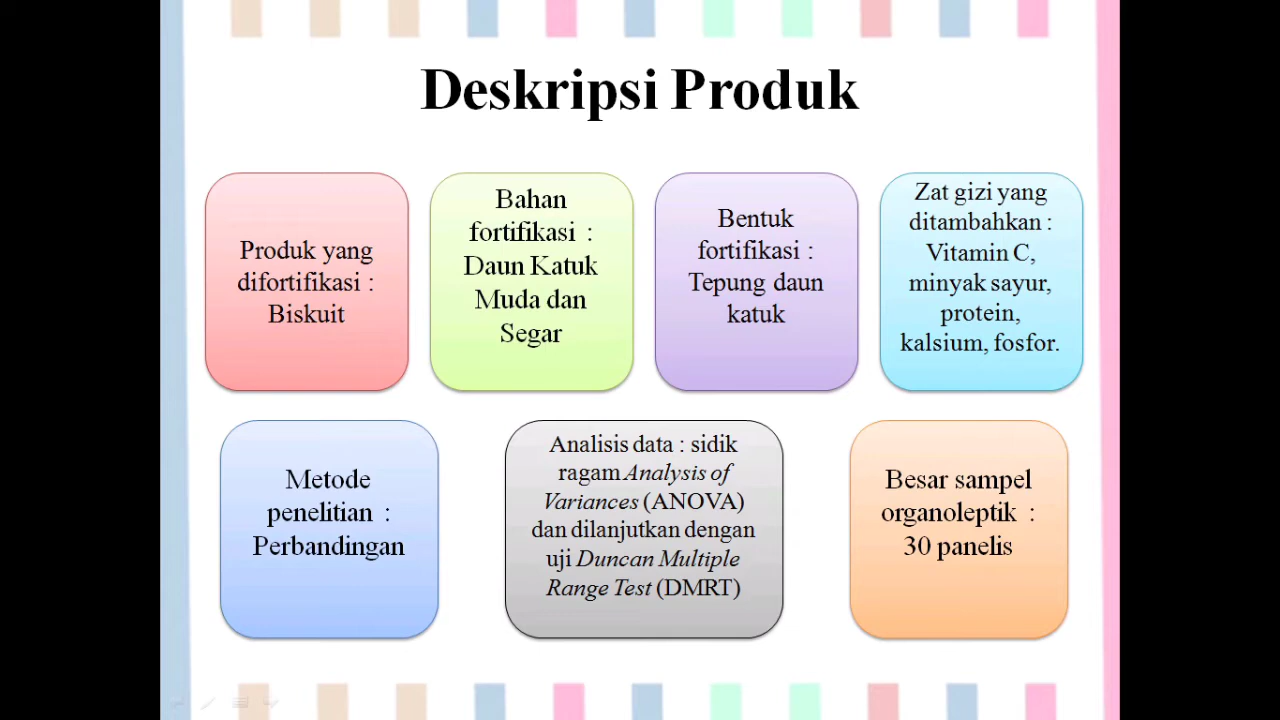 Deskripsi Produk
Produk yang
difortifikasi :
Biskuit
Bahan
fortifikasi :
Daun Katuk
Muda dan
Segar
Bentuk
fortifikasi :
Tepung daun
katuk
Zat gizi yang
ditambahkan :
Vitamin C,
minyak sayur,
protein,
kalsium, fosfor.
Metode
penelitian :
Perbandingan
Analisis data : sidik
ragam Analysis of
Variances (ANOVA)
dan dilanjutkan dengan
uji Duncan Multiple
Range Test (DMRT)
Besar sampel
organoleptik :
30 panelis